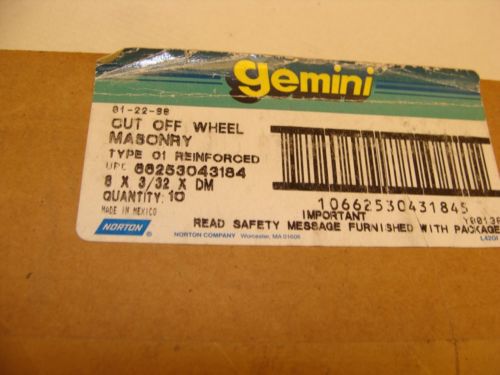 gemini
01-22-98
CUT OFF WHEEL
MASONRY
TYPE 01 REINFORCED
UPC 66253043184
8 X 3/32 X DM
QUANTITY: 10
MADE IN MEXICO
10662530431845
IMPORTANT
READ SAFETY MESSAGE FURNISHED WITH PACKAGE
NORTON
NORTON COMPANY Worcester, MA 01606